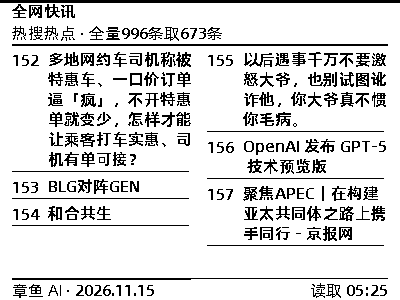 全网快讯
热搜热点 · 全量996条取673条
152 多地网约车司机称被
特惠车、一口价订单
逼「疯」，不开特惠
单就变少，怎样才能
让乘客打车实惠、司
机有单可接？
153 BLG对阵GEN
154 和合共生
155 以后遇事千万不要激
怒大爷，也别试图讹
诈他，你大爷真不惯
你毛病。
156 OpenAI 发布 GPT-5
技术预览版
157 聚焦APEC｜在构建
亚太共同体之路上携
手同行 - 京报网
章鱼 AI · 2026.11.15
读取 05:25